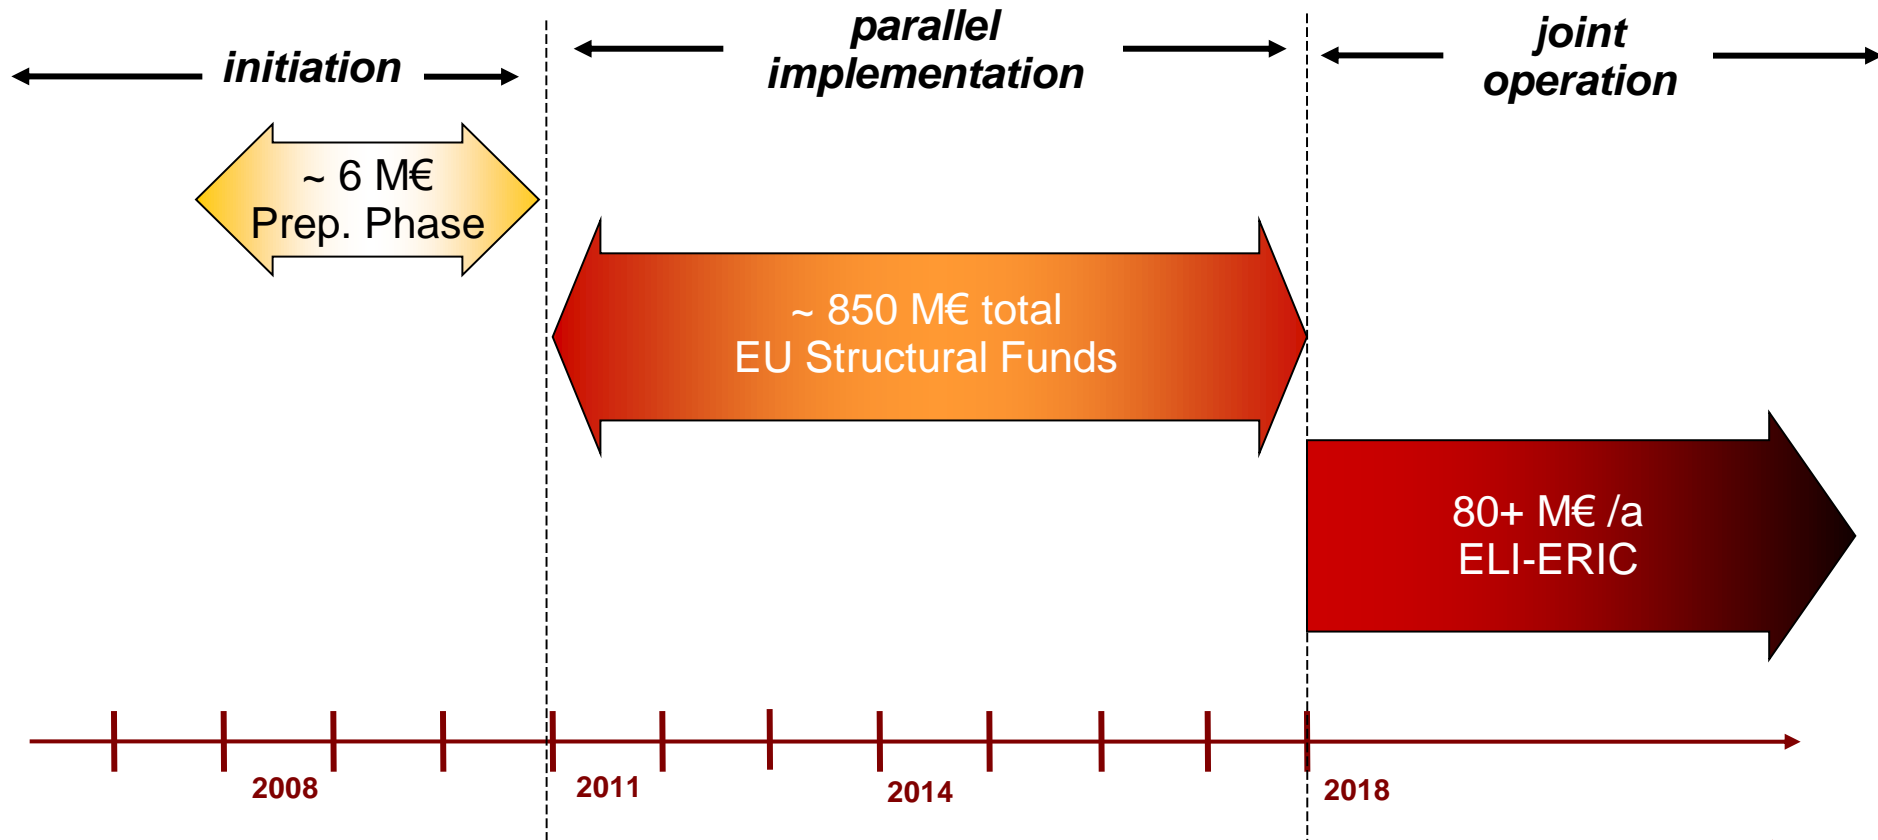 initiation
parallel
implementation
joint
operation
~ 6 M€
Prep. Phase
~ 850 M€ total
EU Structural Funds
80+ M€ /a
ELI-ERIC
2008
2011
2014
2018